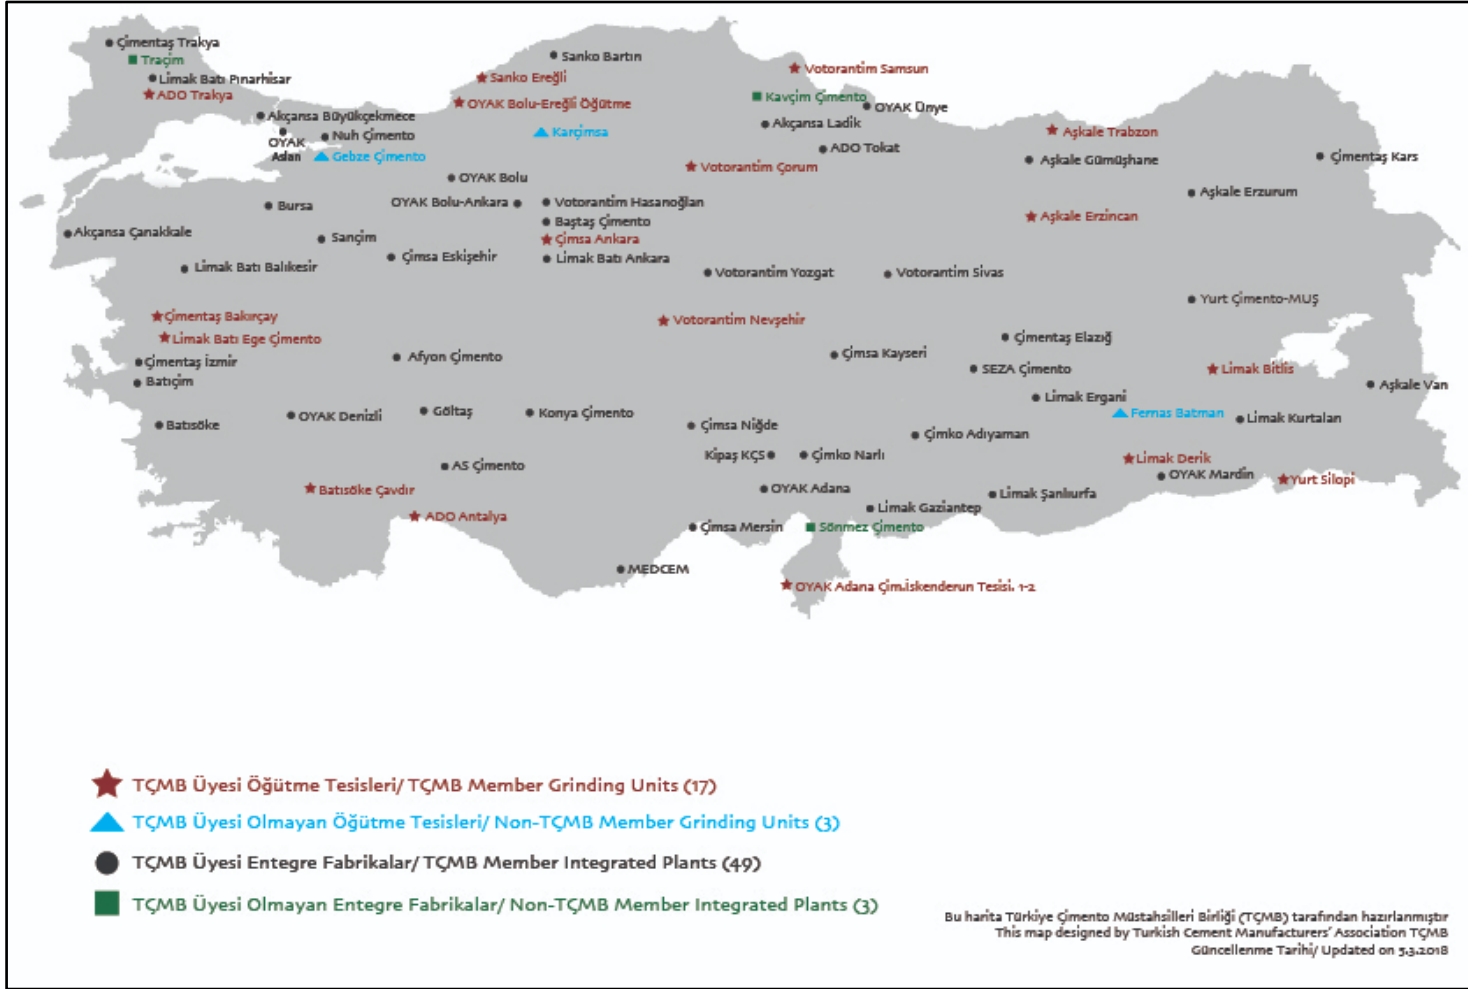 Çimentaş Trakya
Traçim
Limak Batı Pınarhisar
ADO Trakya
Sanko Bartın
Sanko Ereğli
OYAK Bolu-Ereğli Öğütme
Votorantim Samsun
Kavçim Çimento
OYAK Ünye
Akçansa Büyükçekmece
OYAK
Aslan
Nuh Çimento
Gebze Çimento
Karçimsa
Akçansa Ladik
ADO Tokat
Aşkale Trabzon
Aşkale Gümüşhane
Çimentaş Kars
Votorantim Çorum
OYAK Bolu
OYAK Bolu-Ankara
Votorantim Hasanoğlan
Baştaş Çimento
Çimsa Ankara
Limak Batı Ankara
Aşkale Erzurum
Aşkale Erzincan
Bursa
Akçansa Çanakkale
Sançim
Çimsa Eskişehir
Limak Batı Balıkesir
Votorantim Yozgat
Votorantim Sivas
Yurt Çimento-MUŞ
Çimentaş Bakırçay
Limak Batı Ege Çimento
Votorantim Nevşehir
Çimentaş Elazığ
Çimentaş İzmir
Batıçim
Afyon Çimento
Çimsa Kayseri
SEZA Çimento
Limak Bitlis
Aşkale Van
Limak Ergani
Fernas Batman
Limak Kurtalan
Batısöke
OYAK Denizli
Göltaş
Konya Çimento
Çimsa Niğde
Çimko Adıyaman
Kipaş KÇS
Çimko Narlı
Limak Derik
OYAK Mardin
Yurt Silopi
AS Çimento
Batısöke Çavdır
ADO Antalya
OYAK Adana
Limak Şanlıurfa
Limak Gaziantep
Çimsa Mersin
Sönmez Çimento
MEDCEM
OYAK Adana Çim.İskenderun Tesisi. 1-2
TÇMB Üyesi Öğütme Tesisleri/ TÇMB Member Grinding Units (17)
TÇMB Üyesi Olmayan Öğütme Tesisleri/ Non-TÇMB Member Grinding Units (3)
TÇMB Üyesi Entegre Fabrikalar/ TÇMB Member Integrated Plants (49)
TÇMB Üyesi Olmayan Entegre Fabrikalar/ Non-TÇMB Member Integrated Plants (3)
Bu harita Türkiye Çimento Müstahsilleri Birliği (TÇMB) tarafından hazırlanmıştır
This map designed by Turkish Cement Manufacturers' Association TÇMB
Güncellenme Tarihi/ Updated on 5.3.2018